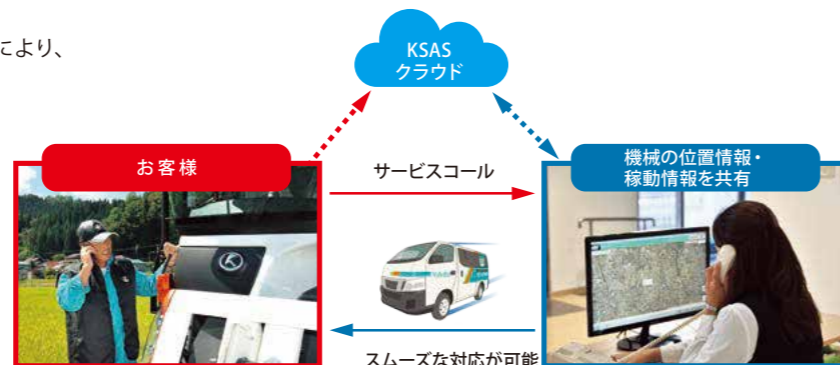 により、
KSAS
クラウド
お客様
サービスコール
機械の位置情報・
稼動情報を共有
スムーズな対応が可能